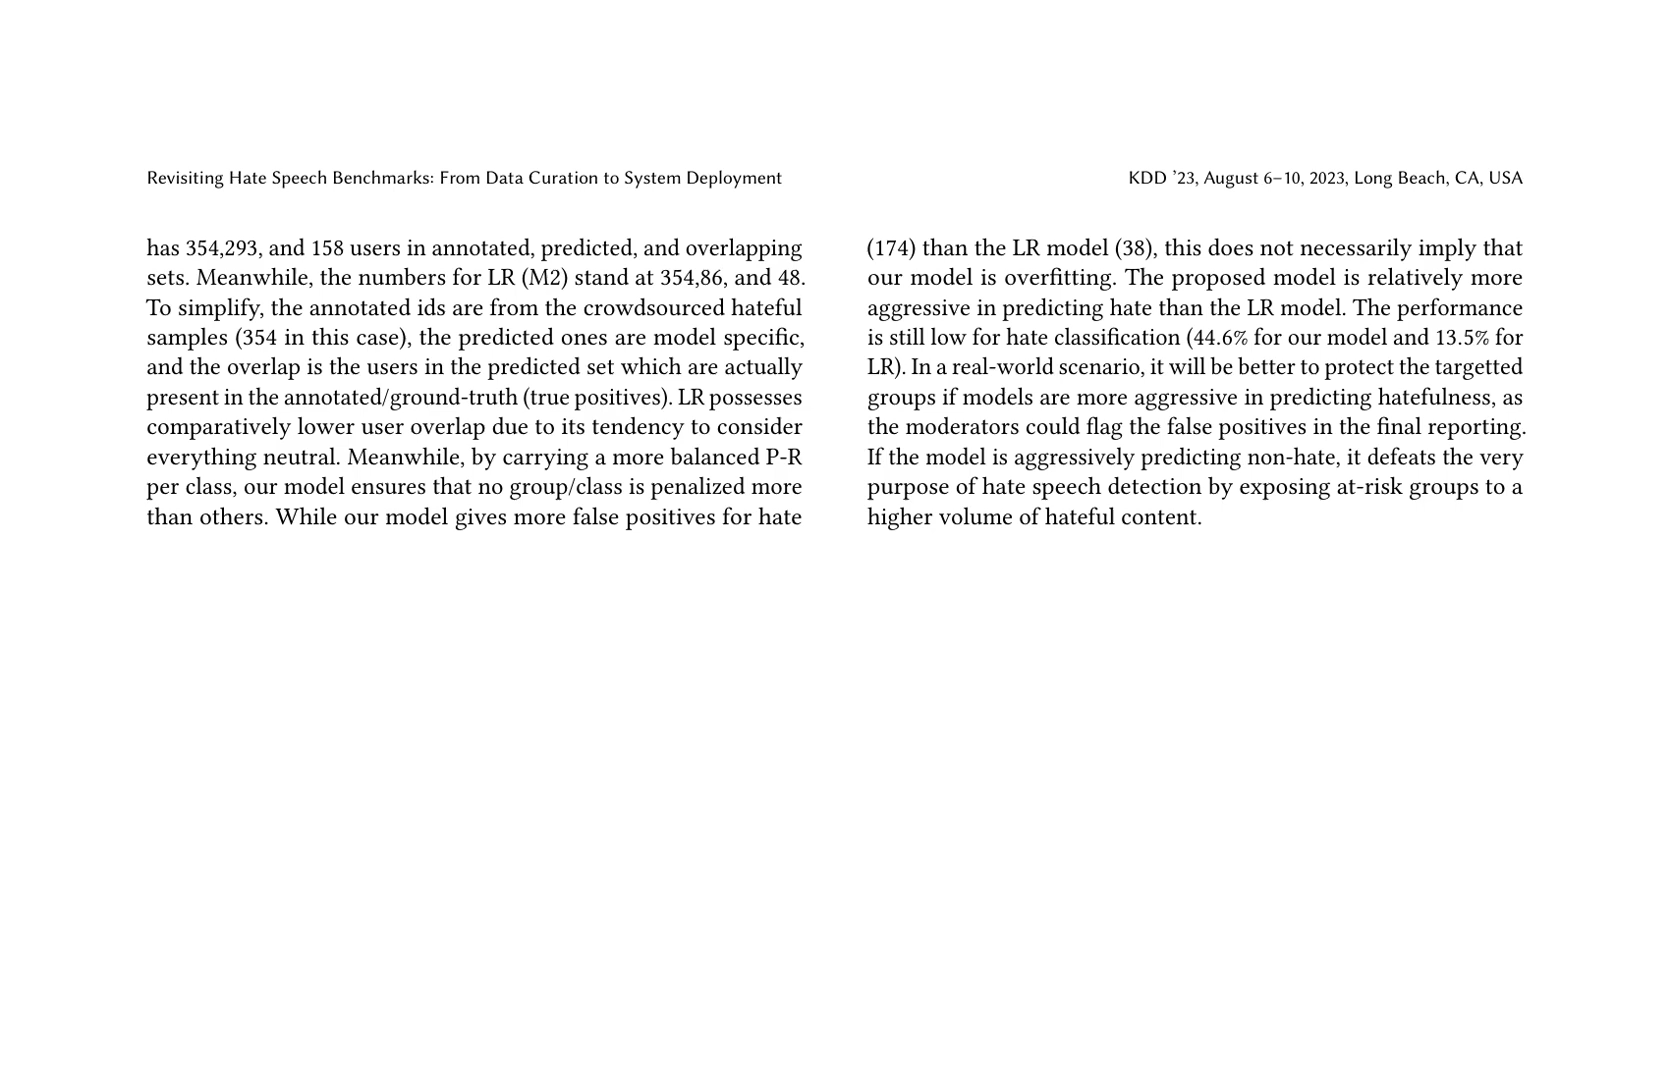 Revisiting Hate Speech Benchmarks: From Data Curation to System Deployment
KDD ’23, August 6–10, 2023, Long Beach, CA, USA
has 354,293, and 158 users in annotated, predicted, and overlapping
sets. Meanwhile, the numbers for LR (M2) stand at 354,86, and 48.
To simplify, the annotated ids are from the crowdsourced hateful
samples (354 in this case), the predicted ones are model specific,
and the overlap is the users in the predicted set which are actually
present in the annotated/ground-truth (true positives). LR possesses
comparatively lower user overlap due to its tendency to consider
everything neutral. Meanwhile, by carrying a more balanced P-R
per class, our model ensures that no group/class is penalized more
than others. While our model gives more false positives for hate
(174) than the LR model (38), this does not necessarily imply that
our model is overfitting. The proposed model is relatively more
aggressive in predicting hate than the LR model. The performance
is still low for hate classification (44.6% for our model and 13.5% for
LR). In a real-world scenario, it will be better to protect the targetted
groups if models are more aggressive in predicting hatefulness, as
the moderators could flag the false positives in the final reporting.
If the model is aggressively predicting non-hate, it defeats the very
purpose of hate speech detection by exposing at-risk groups to a
higher volume of hateful content.